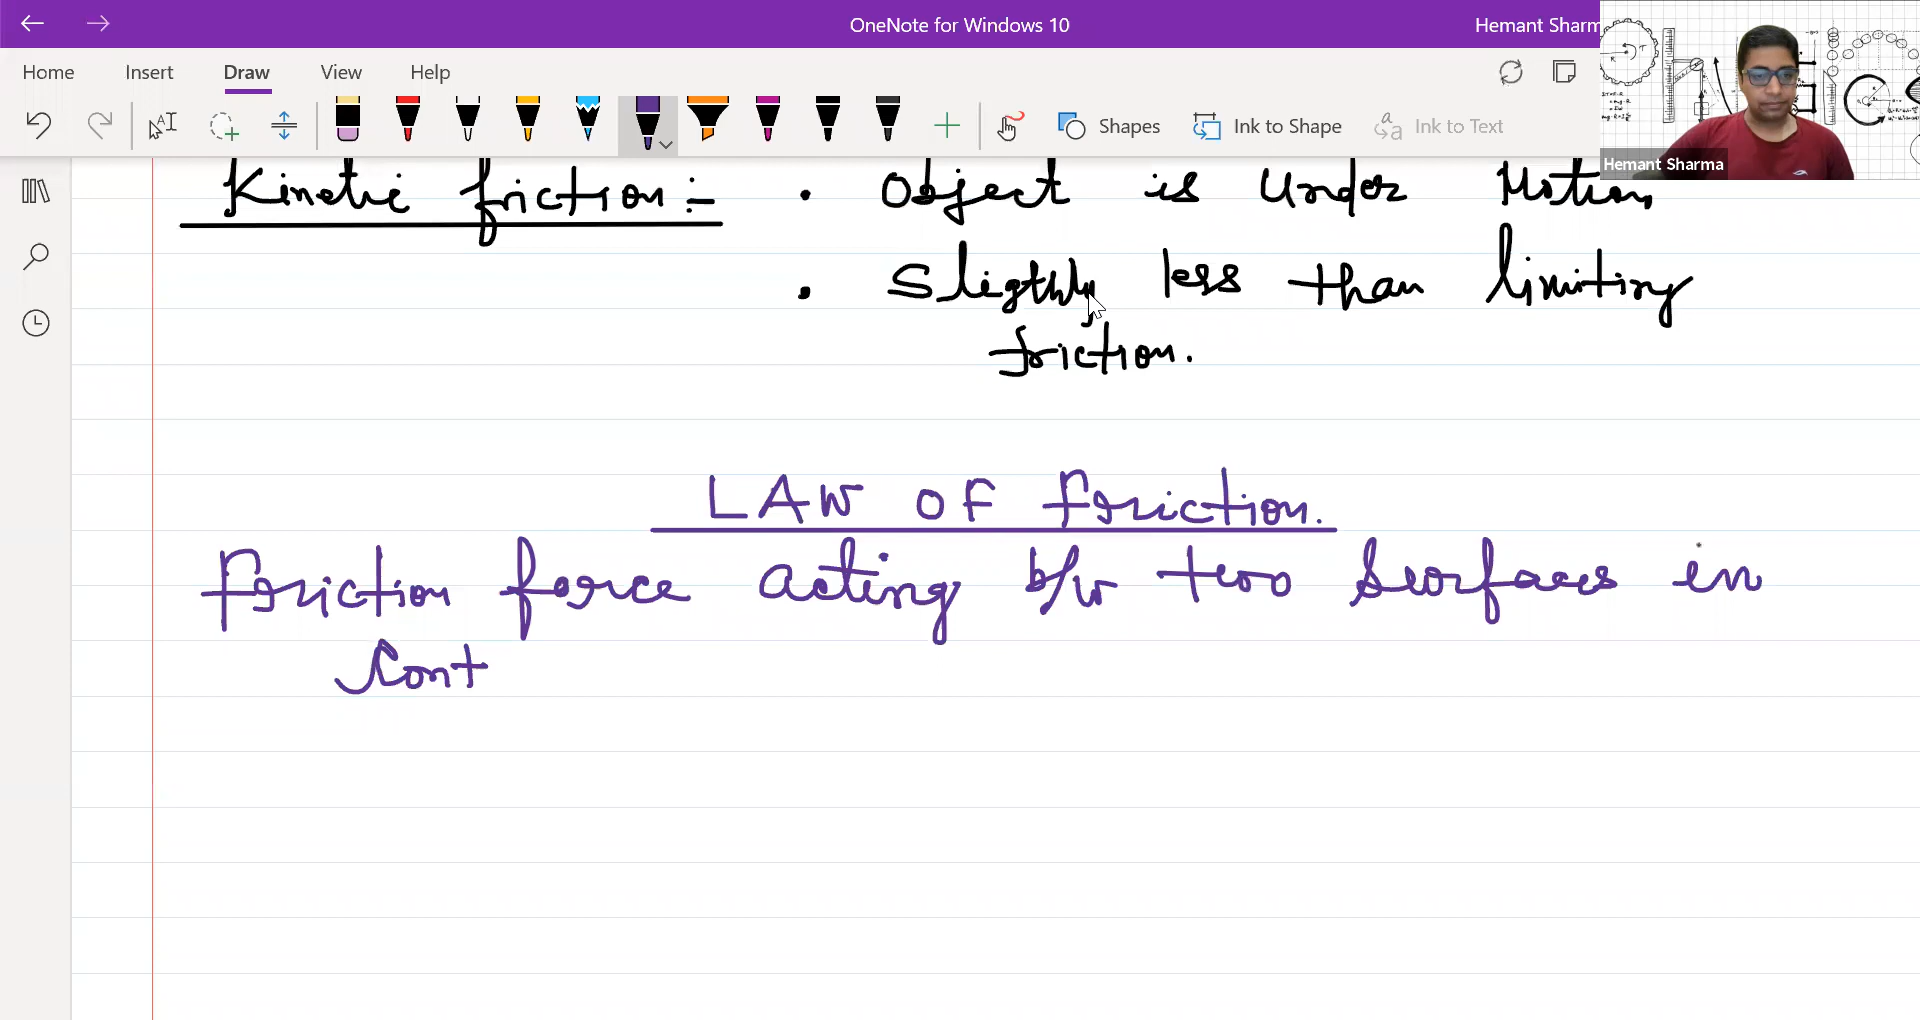 OneNote for Windows 10
Hemant Sharm
Home Insert Draw View Help
Shapes Ink to Shape Ink to Text
Hemant Sharma
Kinetic friction :- • Object is Under Motion,
• Sligthly less than limiting
friction.
LAW OF friction.
friction force acting b/w two Surfaces in
Cont